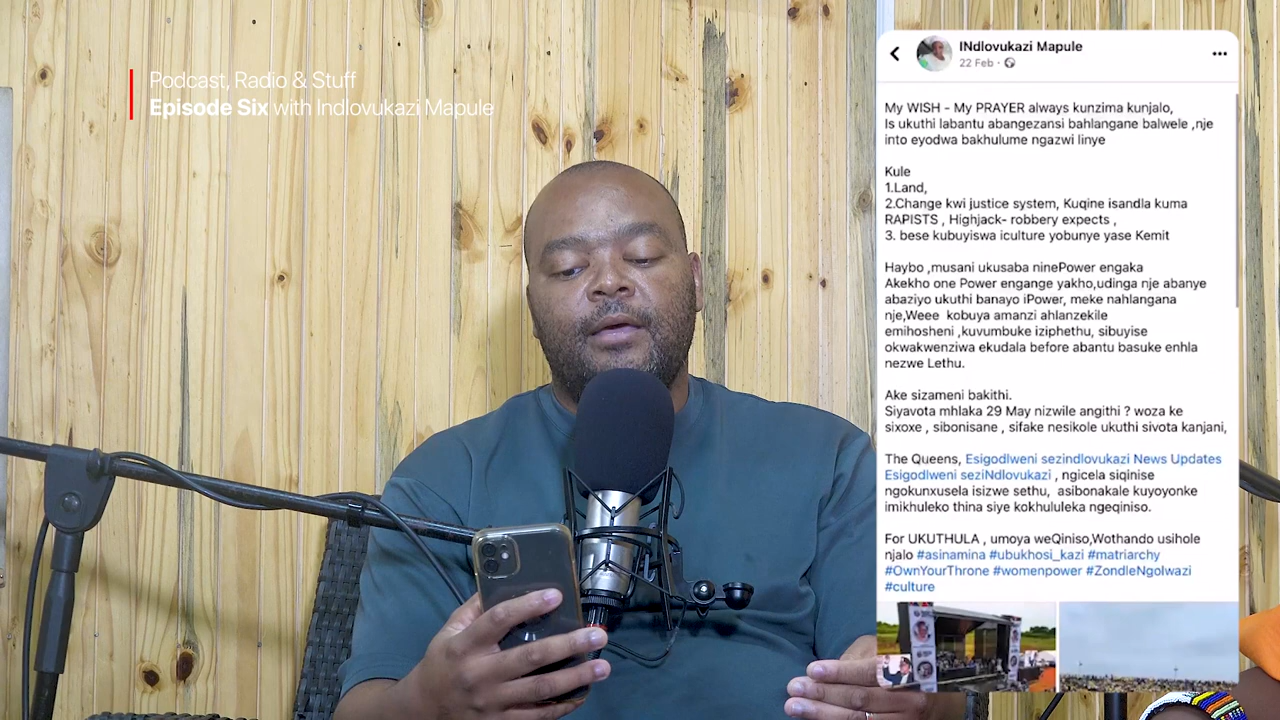 Podcast, Radio & Stuff
Episode Six with Indlovukazi Mapule
INdlovukazi Mapule
22 Feb ·
My WISH - My PRAYER always kunzima kunjalo,
Is ukuthi labantu abangezansi bahlangane balwele ,nje
into eyodwa bakhulume ngazwi linye
Kule
1.Land,
2.Change kwi justice system, Kuqine isandla kuma
RAPISTS , Highjack- robbery expects ,
3. bese kubuyiswa iculture yobunye yase Kemit
Haybo ,musani ukusaba ninePower engaka
Akekho one Power engange yakho,udinga nje abanye
abaziyo ukuthi banayo iPower, meke nahlangana
nje,Weee kobuya amanzi ahlanzekile
emihosheni ,kuvumbuke iziphethu, sibuyise
okwakwenziwa ekudala before abantu basuke enhla
nezwe Lethu.
Ake sizameni bakithi.
Siyavota mhlaka 29 May nizwile angithi ? woza ke
sixoxe , sibonisane , sifake nesikole ukuthi sivota kanjani,
The Queens, Esigodlweni sezindlovukazi News Updates
Esigodlweni seziNdlovukazi , ngicela siqinise
ngokunxusela isizwe sethu, asibonakale kuyoyonke
imikhuleko thina siye kokhululeka ngeqiniso.
For UKUTHULA , umoya weQiniso,Wothando usihole
njalo #asinamina #ubukhosi_kazi #matriarchy
#OwnYourThrone #womenpower #ZondleNgolwazi
#culture